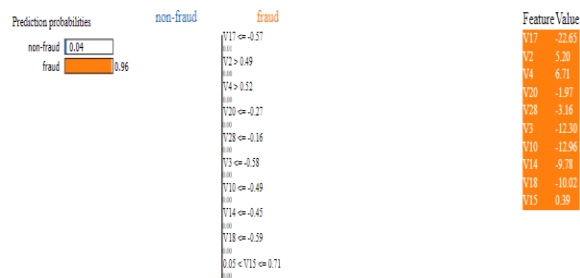 Prediction probabilities
non-fraud 0.04
fraud 0.96
non-fraud fraud
V17 <= -0.57
0.01
V2 > 0.49
0.00
V4 > 0.52
0.00
V20 <= -0.27
0.00
V28 <= -0.16
0.00
V3 <= -0.58
0.00
V10 <= -0.49
0.00
V14 <= -0.45
0.00
V18 <= -0.59
0.00
0.05 < V15 <= 0.71
0.00
Feature Value
V17 -22.65
V2 5.20
V4 6.71
V20 -1.97
V28 -3.16
V3 -12.30
V10 -12.96
V14 -9.78
V18 -10.02
V15 0.39